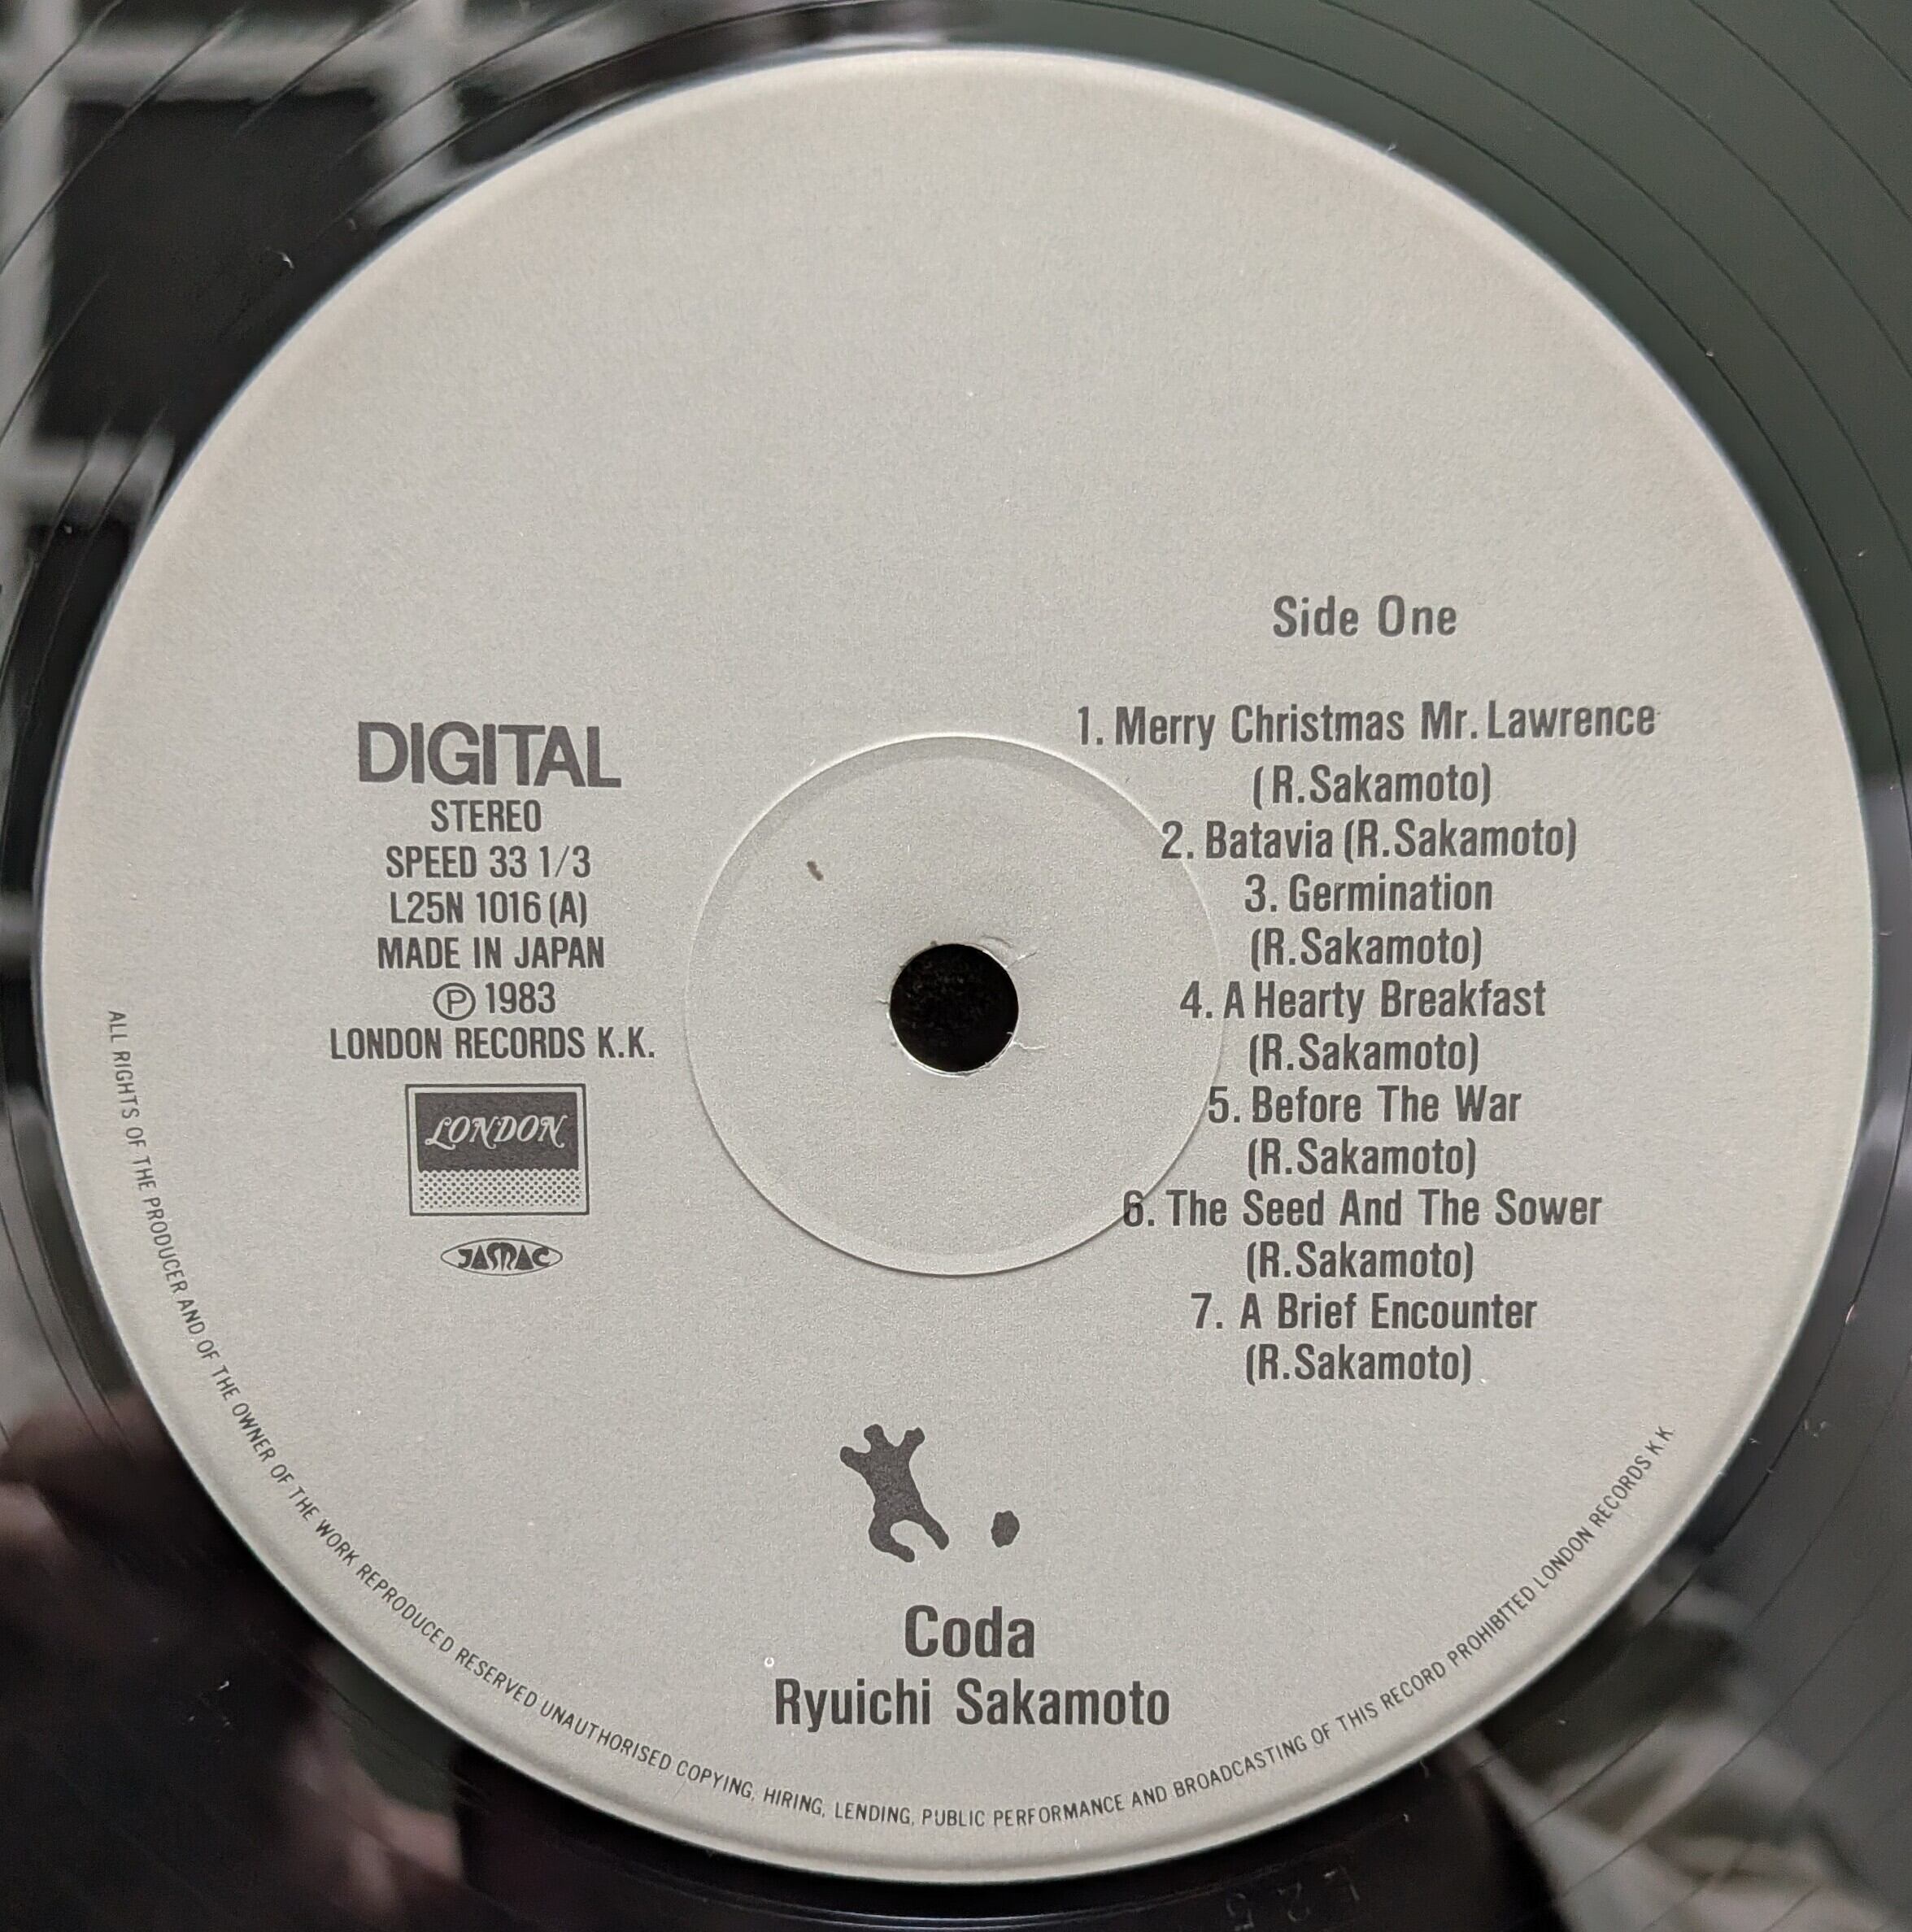 Side One
1. Merry Christmas Mr. Lawrence
(R.Sakamoto)
2. Batavia (R.Sakamoto)
3. Germination
(R.Sakamoto)
4. A Hearty Breakfast
(R.Sakamoto)
5. Before The War
(R.Sakamoto)
6. The Seed And The Sower
(R.Sakamoto)
7. A Brief Encounter
(R.Sakamoto)
DIGITAL
STEREO
SPEED 33 1/3
L25N 1016 (A)
MADE IN JAPAN
Ⓟ 1983
LONDON RECORDS K.K.
LONDON
JASRAC
Coda
Ryuichi Sakamoto
ALL RIGHTS OF THE PRODUCER AND OF THE OWNER OF THE WORK REPRODUCED RESERVED UNAUTHORISED COPYING, HIRING, LENDING, PUBLIC PERFORMANCE AND BROADCASTING OF THIS RECORD PROHIBITED LONDON RECORDS K.K.